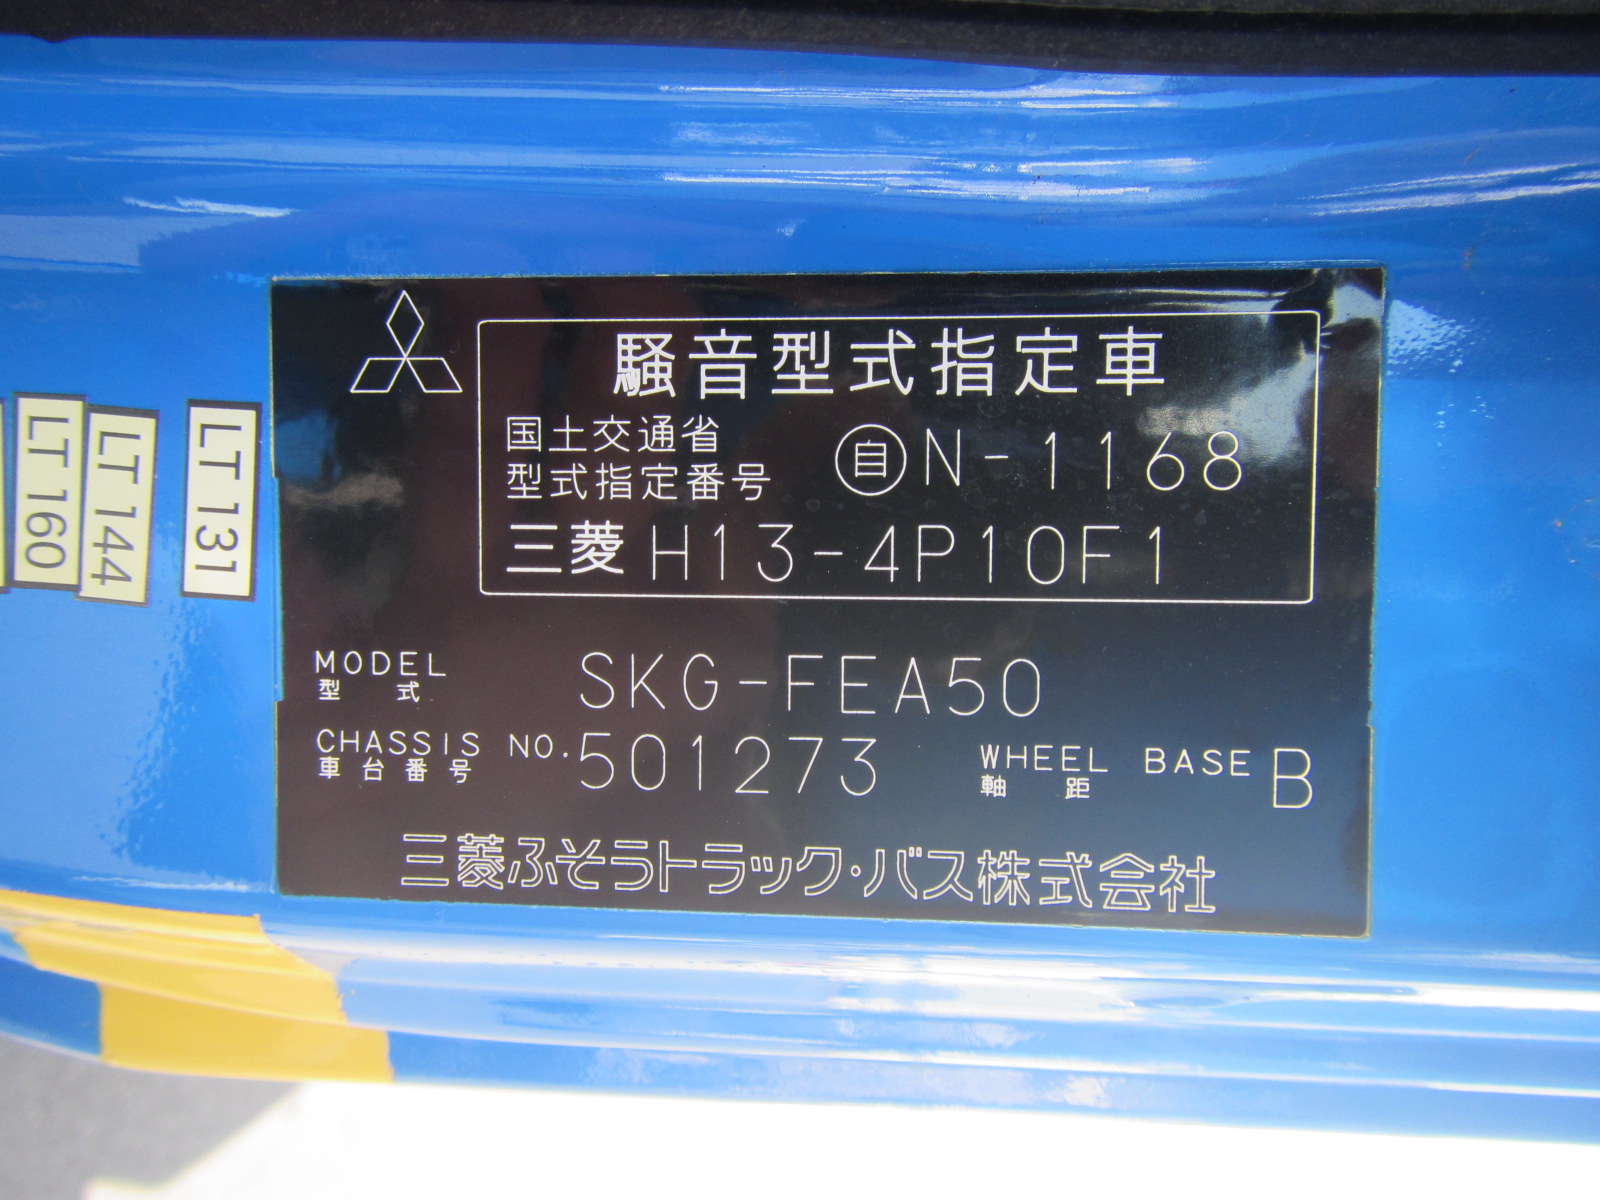 騒音型式指定車
国土交通省
型式指定番号 自 N-1168
三菱 H13-4P10F1
MODEL SKG-FEA50
型式
CHASSIS NO. 501273 WHEEL BASE B
車台番号 軸距
三菱ふそうトラック・バス株式会社
LT 160
LT 144
LT 131